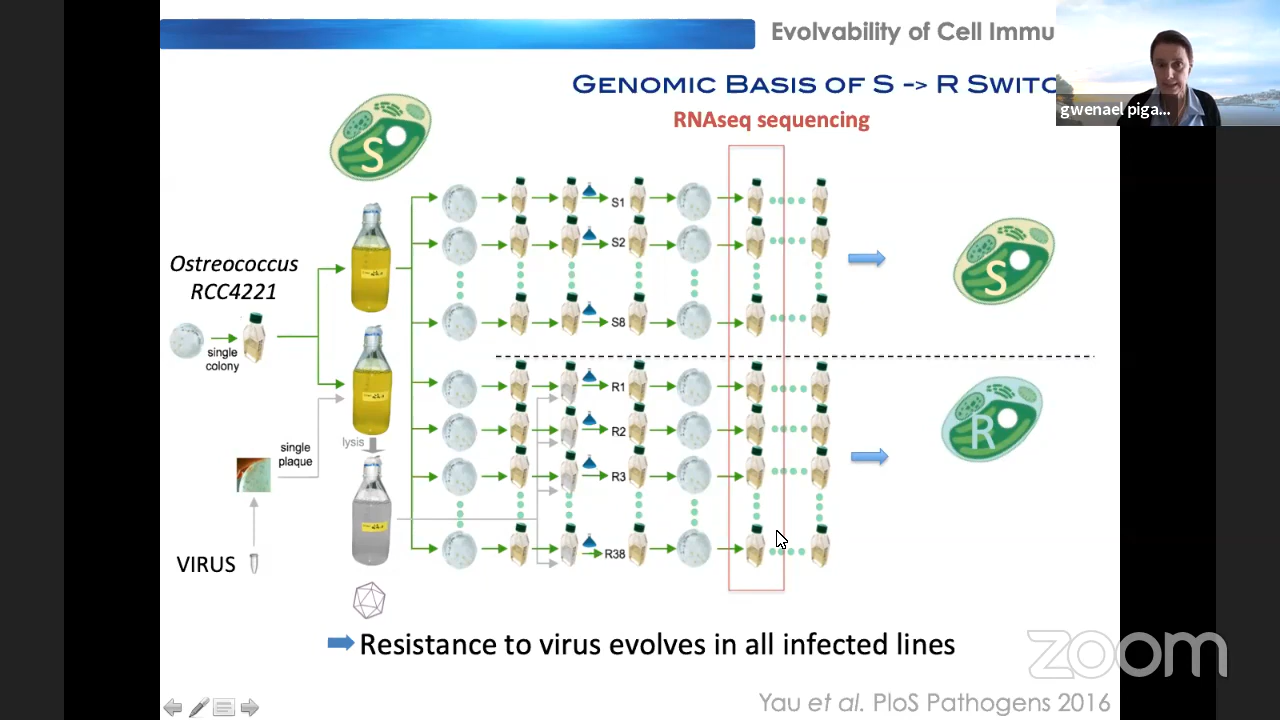 Evolvability of Cell Immu
GENOMIC BASIS OF S -> R SWITC
gwenael piga...
RNAseq sequencing
S
S1
S2
S8
S
Ostreococcus
RCC4221
single
colony
R1
R2
R3
R38
R
lysis
single
plaque
VIRUS
Resistance to virus evolves in all infected lines
zoom
Yau et al. PloS Pathogens 2016